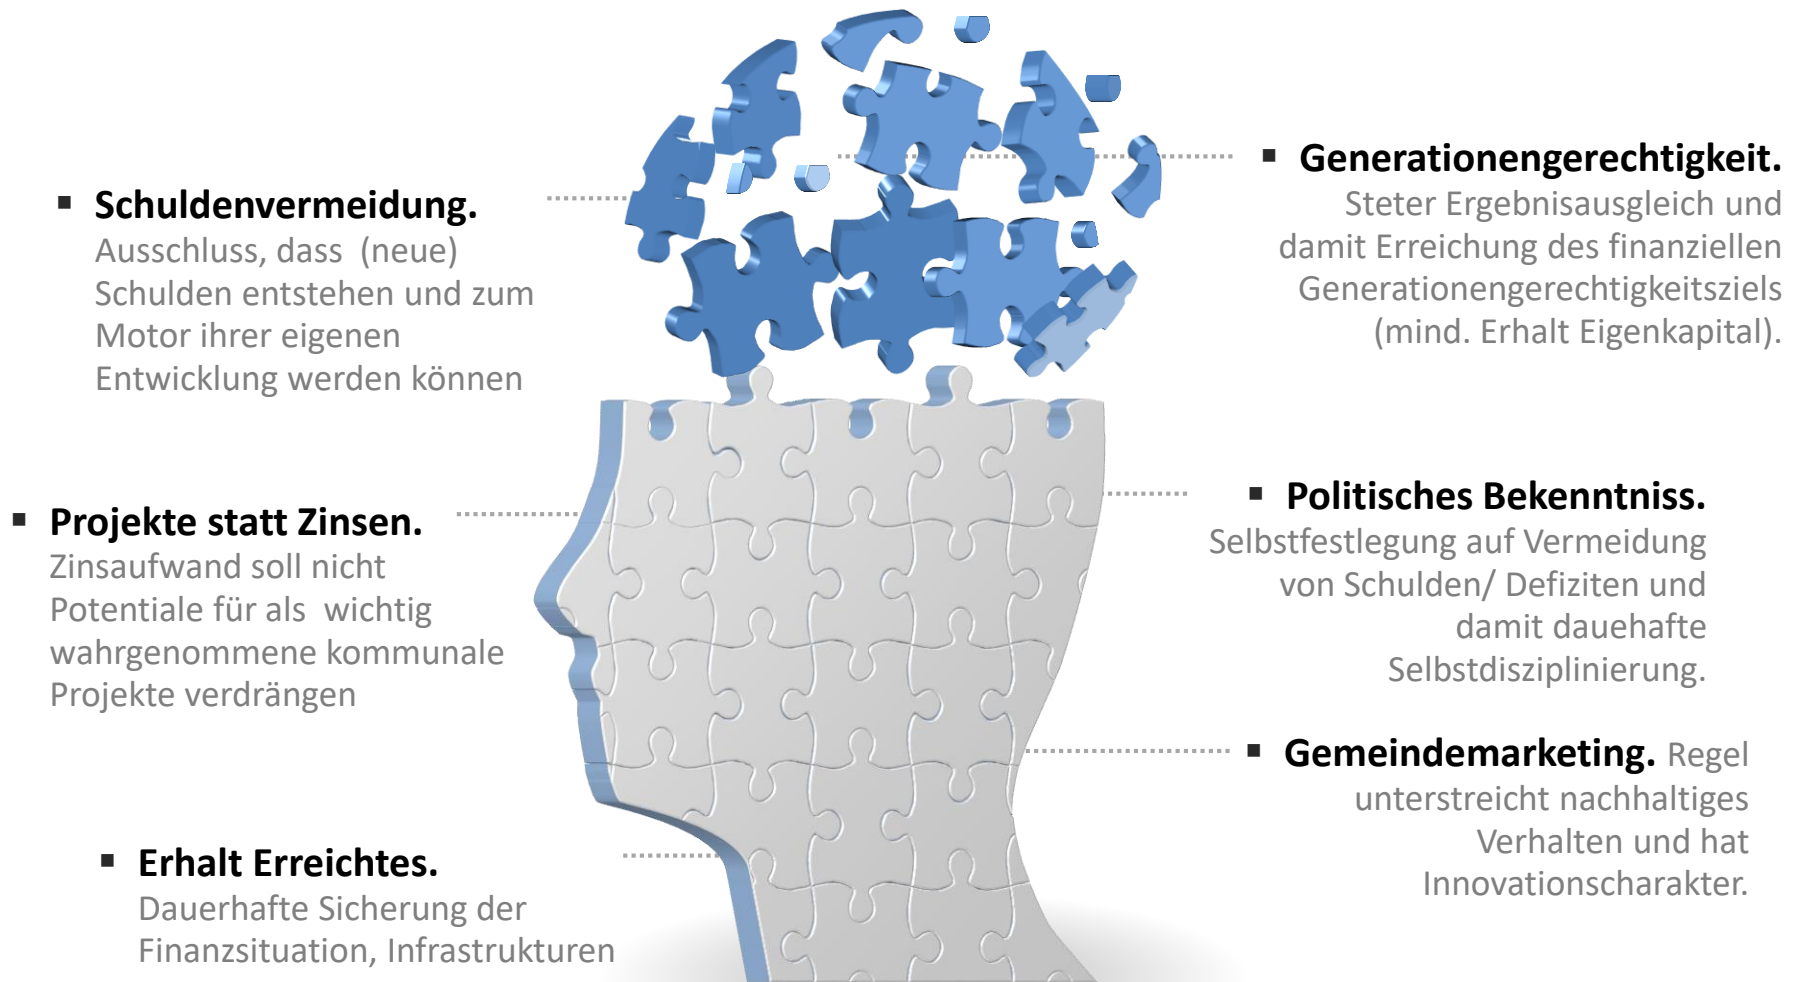 ▪ Schuldenvermeidung.
Ausschluss, dass (neue)
Schulden entstehen und zum
Motor ihrer eigenen
Entwicklung werden können
▪ Projekte statt Zinsen.
Zinsaufwand soll nicht
Potentiale für als wichtig
wahrgenommene kommunale
Projekte verdrängen
▪ Erhalt Erreichtes.
Dauerhafte Sicherung der
Finanzsituation, Infrastrukturen
▪ Generationengerechtigkeit.
Steter Ergebnisausgleich und
damit Erreichung des finanziellen
Generationengerechtigkeitsziels
(mind. Erhalt Eigenkapital).
▪ Politisches Bekenntniss.
Selbstfestlegung auf Vermeidung
von Schulden/ Defiziten und
damit dauehafte
Selbstdisziplinierung.
▪ Gemeindemarketing. Regel
unterstreicht nachhaltiges
Verhalten und hat
Innovationscharakter.